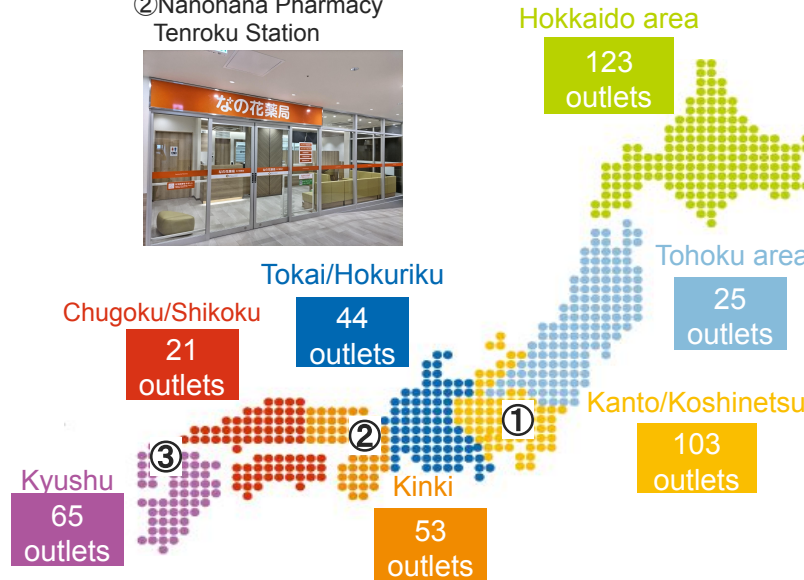 ②Nanohana Pharmacy
Tenroku Station
なの花薬局
Hokkaido area
123
outlets
Tohoku area
25
outlets
Tokai/Hokuriku
44
outlets
Chugoku/Shikoku
21
outlets
Kanto/Koshinetsu
103
outlets
①
②
③
Kyushu
65
outlets
Kinki
53
outlets